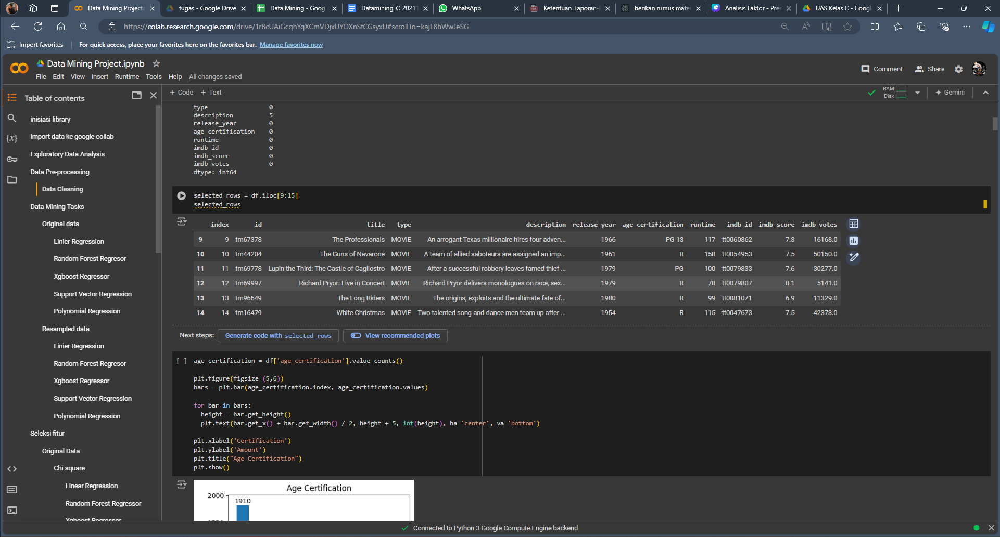 Data Mining Project.i
tugas - Google Drive
Data Mining - Googl
Datamining_C_2021
WhatsApp
Ketentuan_Laporan-
berikan rumus mate
Analisis Faktor - Pres
UAS Kelas C - Googl
https://colab.research.google.com/drive/1rBcUAiGcqhYqXCmVDjxUYOXnSfCGsyxU#scrollTo=kajL8hWwJeSG
Import favorites
For quick access, place your favorites here on the favorites bar. Manage favorites now
CO
Data Mining Project.ipynb
Comment
Share
File Edit View Insert Runtime Tools Help All changes saved
Table of contents
+ Code + Text
RAM
Disk
Gemini
inisiasi library
Import data ke google collab
Exploratory Data Analysis
Data Pre-processing
Data Cleaning
Data Mining Tasks
Original data
Linier Regression
Random Forest Regresor
Xgboost Regressor
Support Vector Regression
Polynomial Regression
Resampled data
Linier Regression
Random Forest Regresor
Xgboost Regressor
Support Vector Regression
Polynomial Regression
Seleksi fitur
Original Data
Chi square
Linear Regression
Random Forest Regressor
Xgboost Regressor
{x}
<>
type 0
description 5
release_year 0
age_certification 0
runtime 0
imdb_id 0
imdb_score 0
imdb_votes 0
dtype: int64
selected_rows = df.iloc[9:15]
selected_rows
index id title type description release_year age_certification runtime imdb_id imdb_score imdb_votes
9 9 tm67378 The Professionals MOVIE An arrogant Texas millionaire hires four adven... 1966 PG-13 117 tt0060862 7.3 16168.0
10 10 tm44204 The Guns of Navarone MOVIE A team of allied saboteurs are assigned an imp... 1961 R 158 tt0054953 7.5 50150.0
11 11 tm69778 Lupin the Third: The Castle of Cagliostro MOVIE After a successful robbery leaves famed thief ... 1979 PG 100 tt0079833 7.6 30277.0
12 12 tm69997 Richard Pryor: Live in Concert MOVIE Richard Pryor delivers monologues on race, sex... 1979 R 78 tt0079807 8.1 5141.0
13 13 tm96649 The Long Riders MOVIE The origins, exploits and the ultimate fate of... 1980 R 99 tt0081071 6.9 11329.0
14 14 tm16479 White Christmas MOVIE Two talented song-and-dance men team up after ... 1954 R 115 tt0047673 7.5 42373.0
Next steps: Generate code with selected_rows View recommended plots
[ ] age_certification = df['age_certification'].value_counts()
plt.figure(figsize=(5,6))
bars = plt.bar(age_certification.index, age_certification.values)
for bar in bars:
height = bar.get_height()
plt.text(bar.get_x() + bar.get_width() / 2, height + 5, int(height), ha='center', va='bottom')
plt.xlabel('Certification')
plt.ylabel('Amount')
plt.title("Age Certification")
plt.show()
Age Certification
2000
1910
Connected to Python 3 Google Compute Engine backend